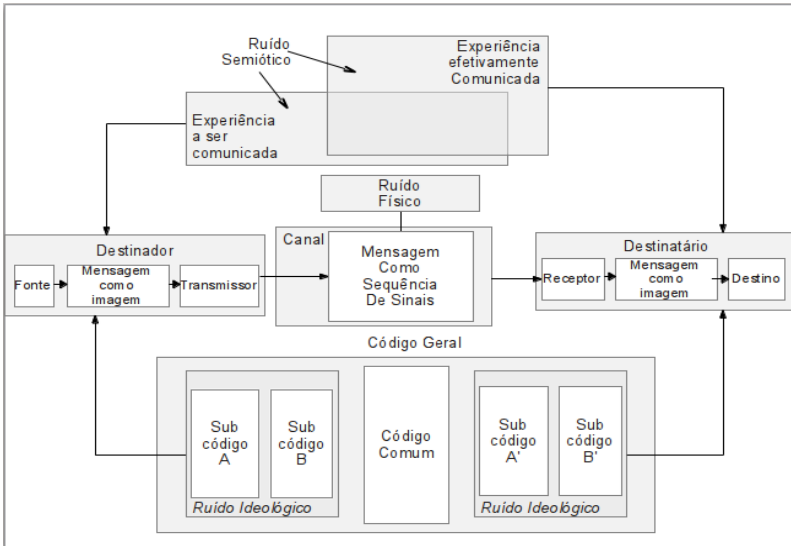 Ruído
Semiótico
Experiência
efetivamente
Comunicada
Experiência
a ser
comunicada
Ruído
Físico
Destinador
Fonte
Mensagem
como
imagem
Transmissor
Canal
Mensagem
Como
Sequência
De Sinais
Destinatário
Receptor
Mensagem
como
imagem
Destino
Código Geral
Sub
código
A
Sub
código
B
Ruído Ideológico
Código
Comum
Sub
código
A'
Sub
código
B'
Ruído Ideológico